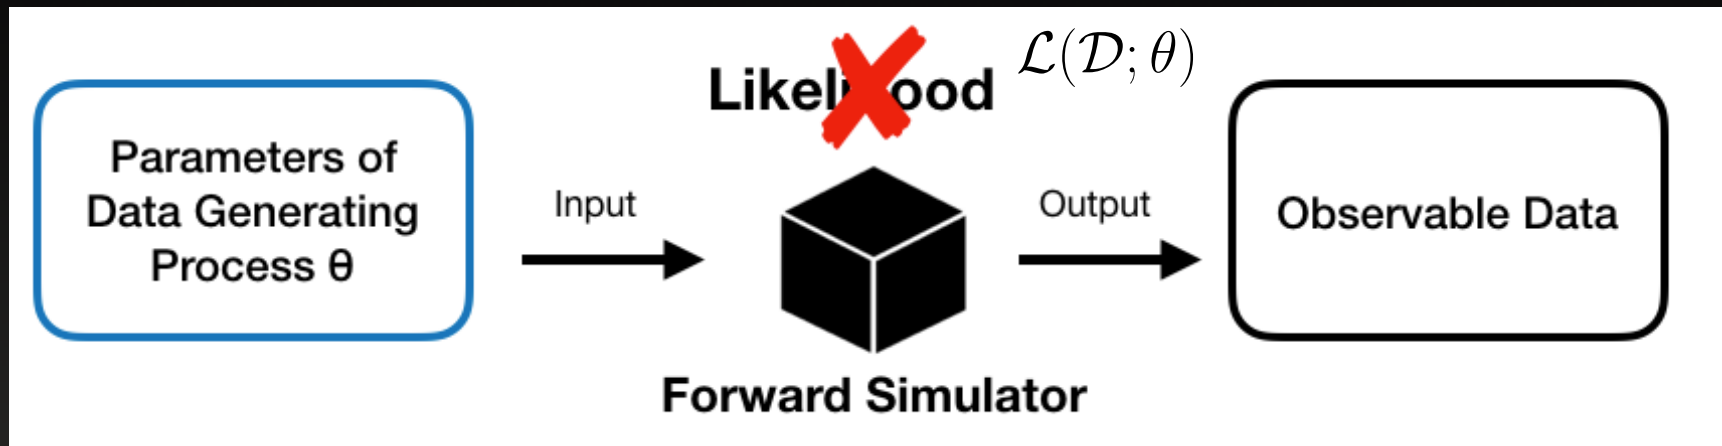 Parameters of
Data Generating
Process θ
Input
Likelihood
ℒ(𝒟; θ)
Forward Simulator
Output
Observable Data